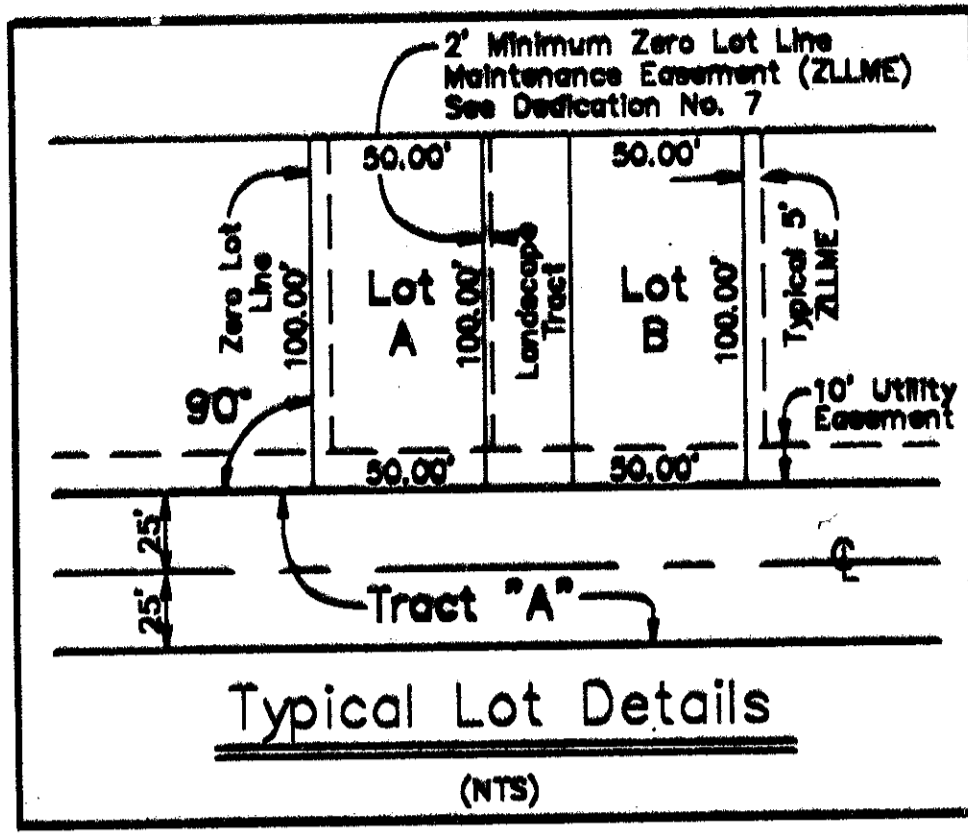 2' Minimum Zero Lot Line
Maintenance Easement (ZLLME)
See Dedication No. 7
50.00'
50.00'
Zero Lot
Line
100.00'
Lot
A
100.00'
Landscape
Tract
Lot
B
100.00'
Typical 5'
ZLLME
90°
10' Utility
Easement
50.00'
50.00'
25'
25'
CL
Tract "A"
Typical Lot Details
(NTS)